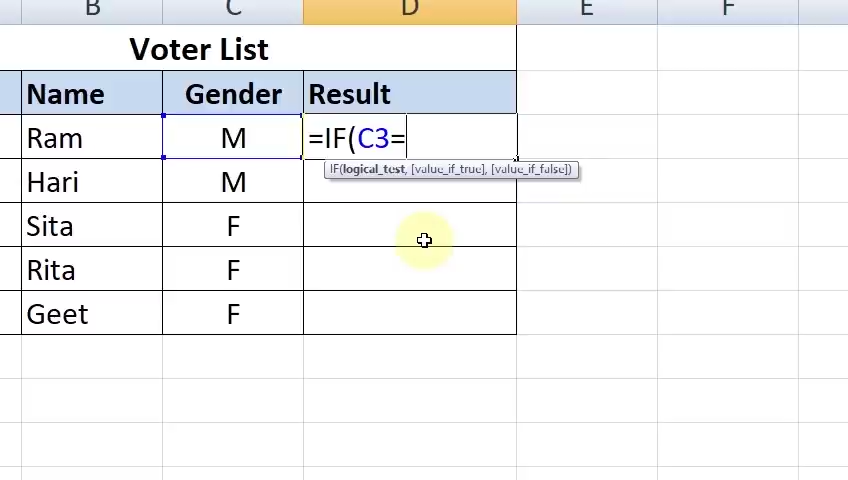 B C D E F
Voter List
Name Gender Result
Ram M =IF(C3=
IF(logical_test, [value_if_true], [value_if_false])
Hari M
Sita F
Rita F
Geet F